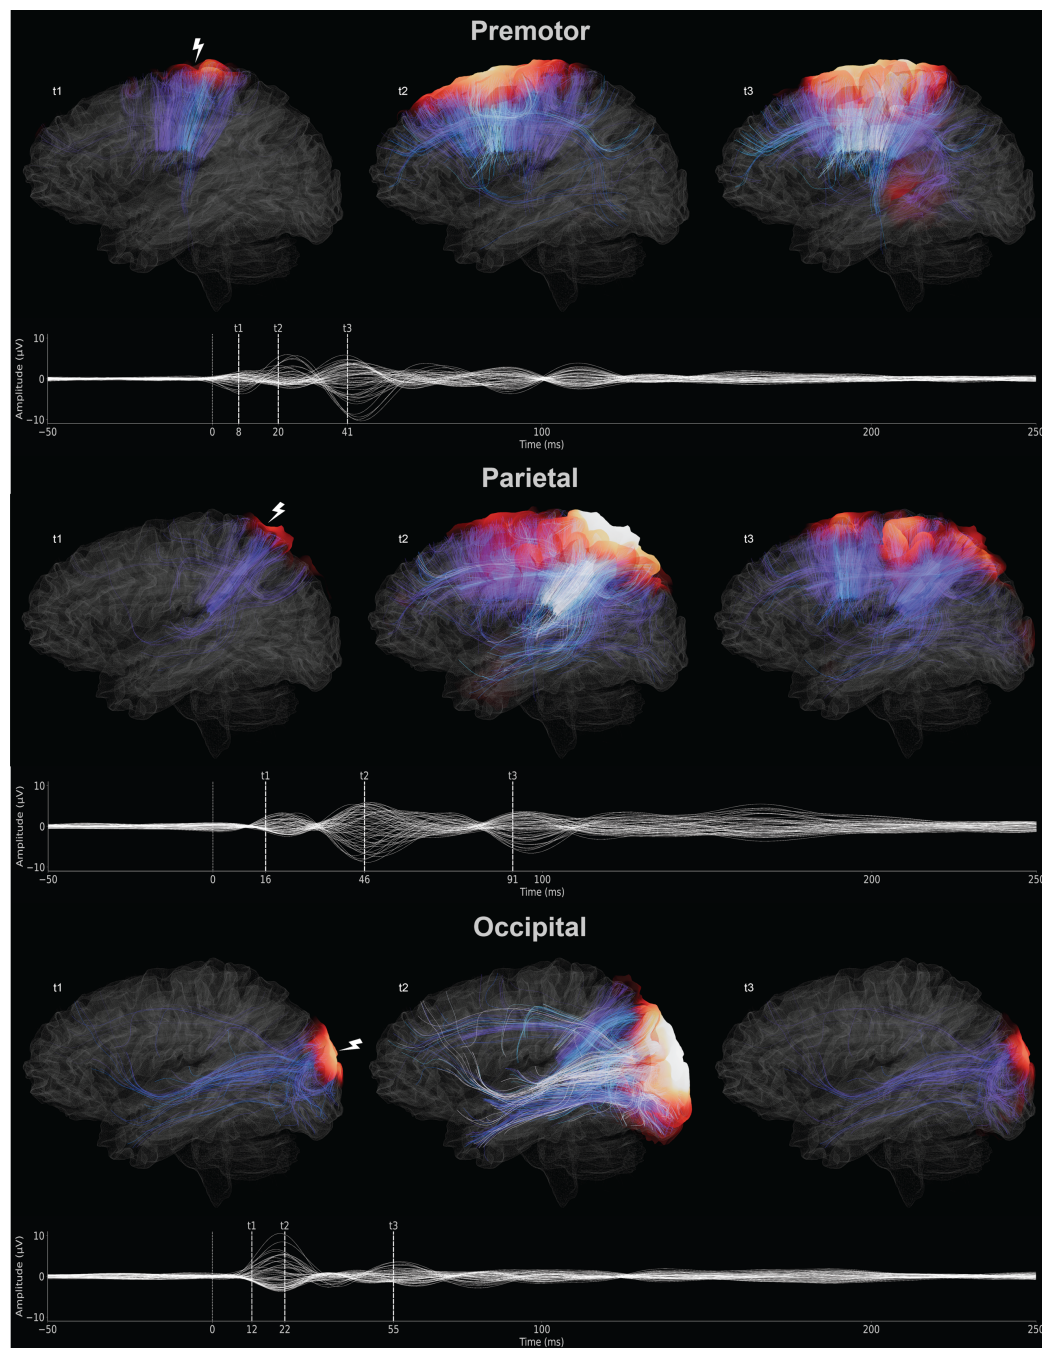 Premotor
t1
t2
t3
t1 t2 t3
10
0
−10
Amplitude (µV)
−50 0 8 20 41 100 200 250
Time (ms)
Parietal
t1
t2
t3
t1 t2 t3
10
0
−10
Amplitude (µV)
−50 0 16 46 91 100 200 250
Time (ms)
Occipital
t1
t2
t3
t1 t2 t3
10
0
−10
Amplitude (µV)
−50 0 12 22 55 100 200 250
Time (ms)